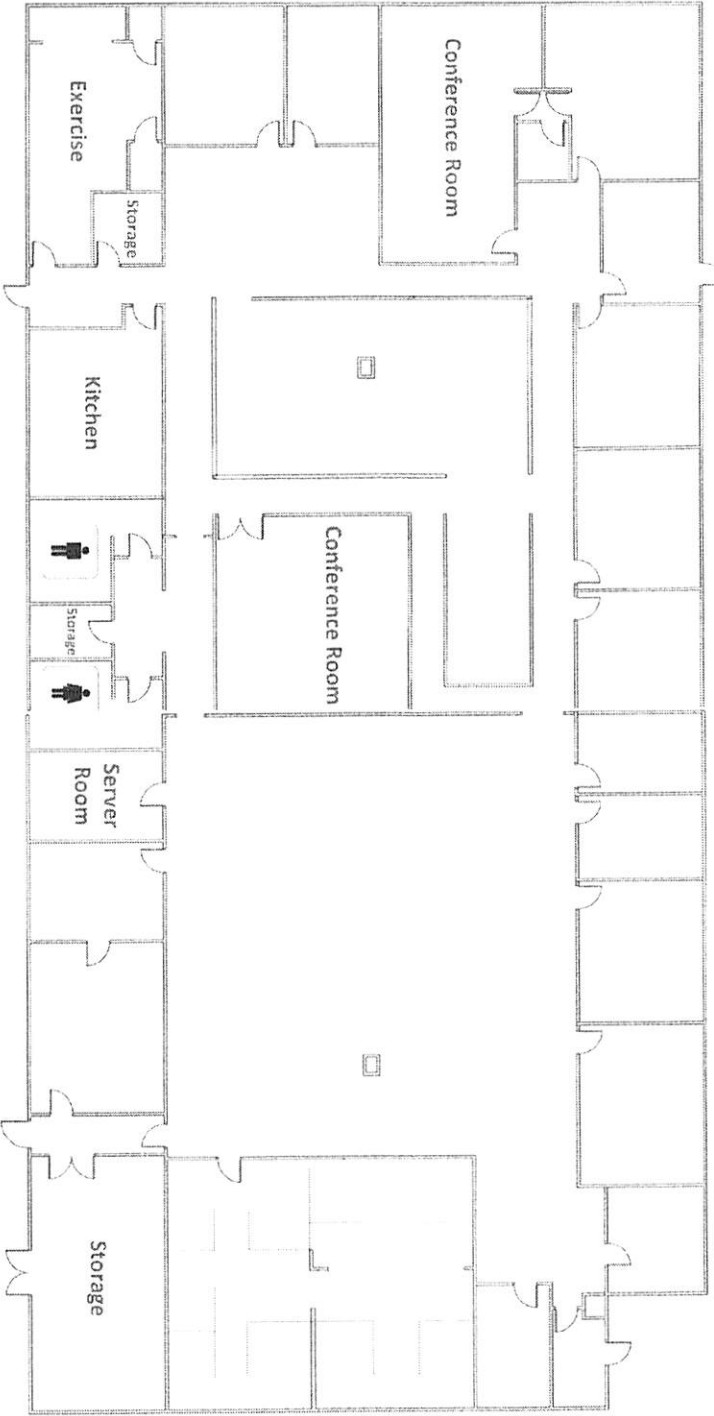 Conference Room
Exercise
Storage
Kitchen
Conference Room
Storage
Server
Room
Storage